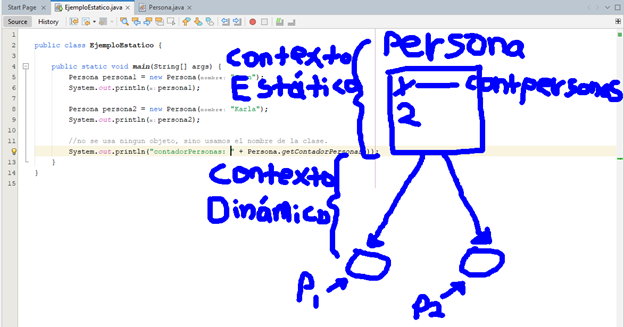 Start Page
EjemploEstatico.java
Persona.java
Source
History
1
2 public class EjemploEstatico {
3
4 public static void main(String[] args) {
5 Persona persona1 = new Persona(nombre: ");
6 System.out.println(x: persona1);
7
8 Persona persona2 = new Persona(nombre: "Karla");
9 System.out.println(x: persona2);
10
11 //no se usa ningun objeto, sino usamos el nombre de la clase.
System.out.println("contadorPersonas: " + Persona.getContadorPersonas());
13 }
14 }
15
contexto
Estático
Persona
contpersonas
2
contexto
Dinámico
P1
P2